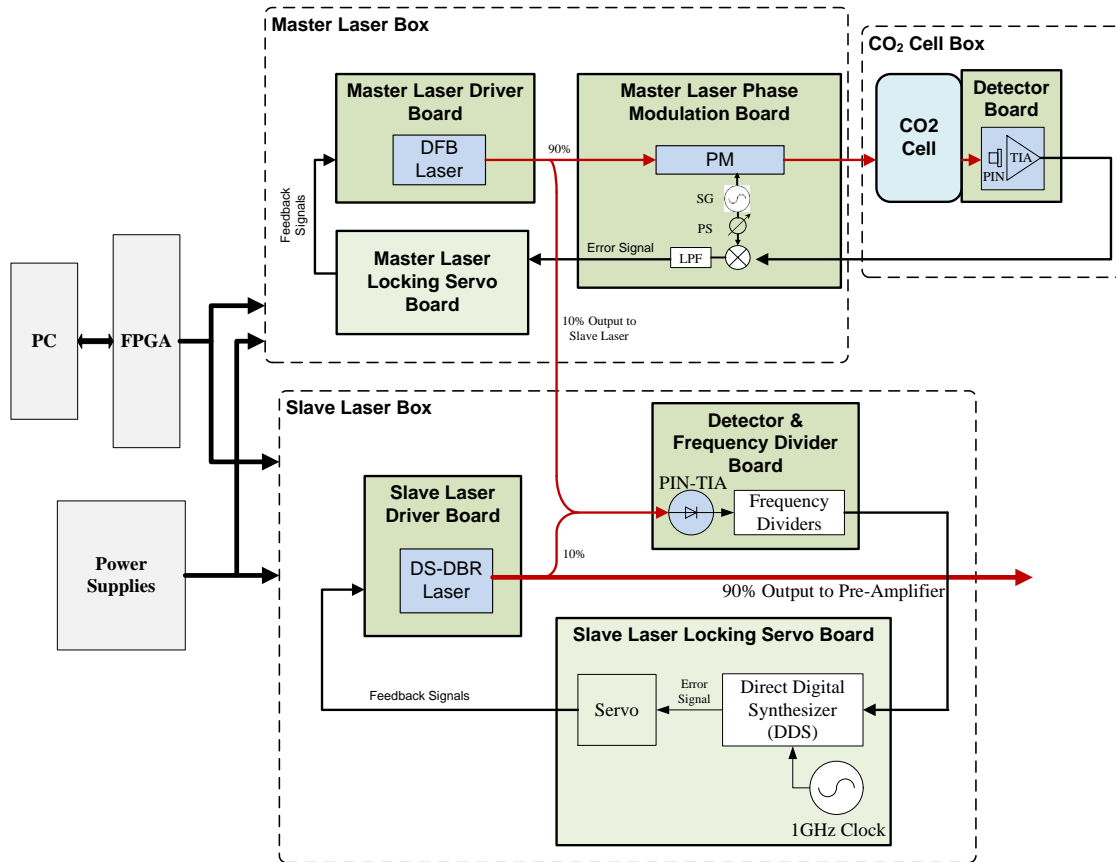 Master Laser Box
CO₂ Cell Box
Master Laser Driver
Board
DFB
Laser
90%
Master Laser Phase
Modulation Board
PM
SG
PS
LPF
Error Signal
CO2
Cell
Detector
Board
PIN
TIA
Feedback
Signals
Master Laser
Locking Servo
Board
10% Output to
Slave Laser
PC
FPGA
Power
Supplies
Slave Laser Box
Detector &
Frequency Divider
Board
PIN-TIA
Frequency
Dividers
Slave Laser
Driver Board
DS-DBR
Laser
10%
90% Output to Pre-Amplifier
Slave Laser Locking Servo Board
Feedback Signals
Servo
Error
Signal
Direct Digital
Synthesizer
(DDS)
1GHz Clock